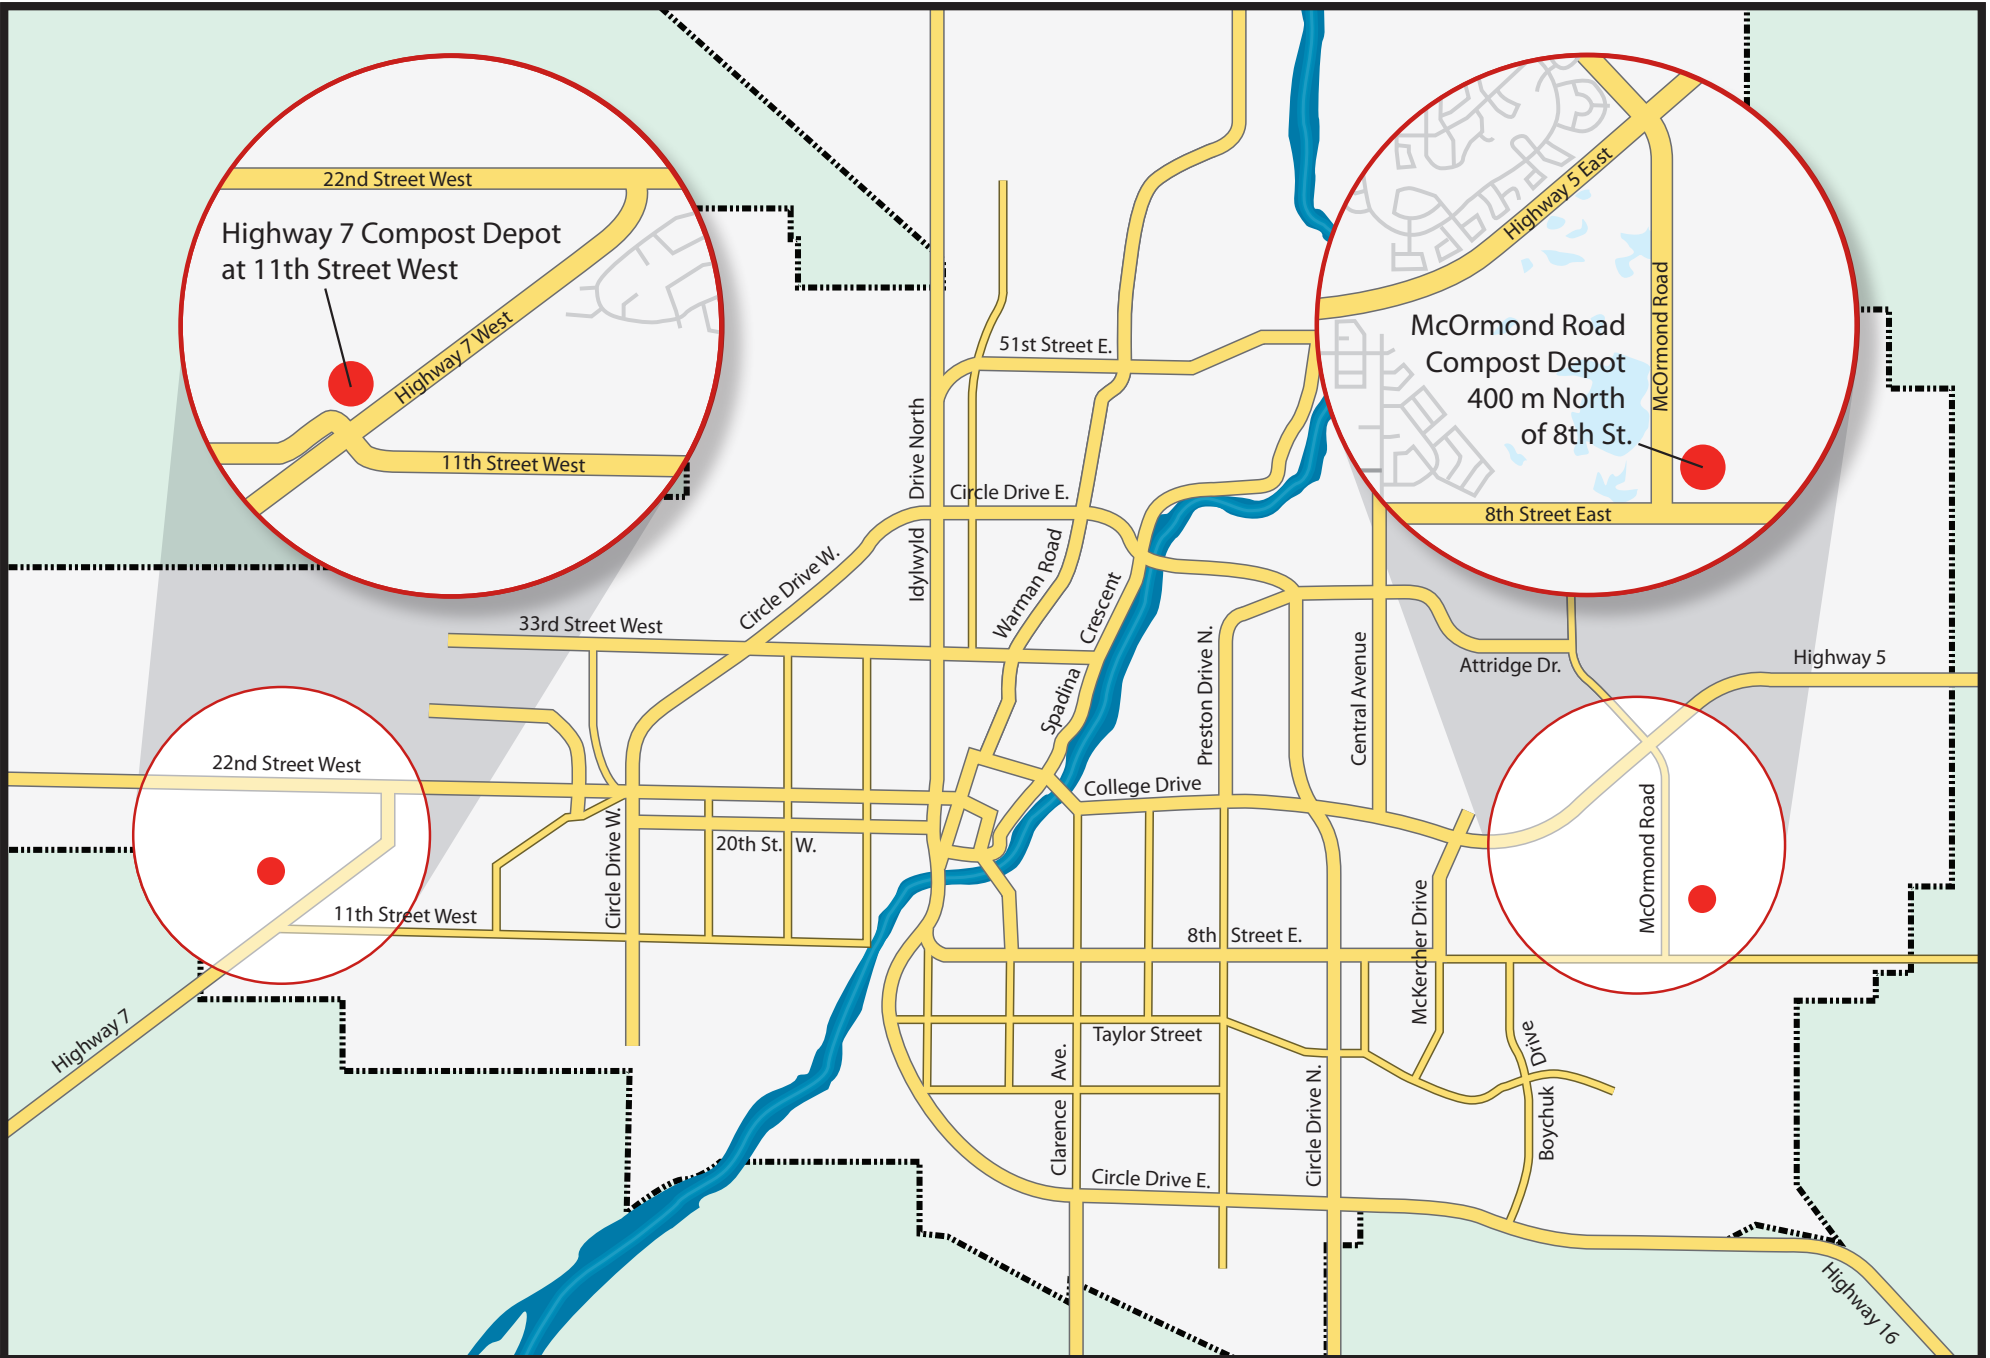 22nd Street West
Highway 7 Compost Depot
at 11th Street West
Highway 7 West
11th Street West
Highway 5 East
McOrmond Road
McOrmond Road
Compost Depot
400 m North
of 8th St.
8th Street East
51st Street E.
Idylwyld Drive North
Circle Drive E.
Circle Drive W.
Warman Road
Spadina Crescent
33rd Street West
Preston Drive N.
Central Avenue
Attridge Dr.
Highway 5
22nd Street West
College Drive
McOrmond Road
20th St. W.
Circle Drive W.
11th Street West
8th Street E.
McKercher Drive
Highway 7
Taylor Street
Clarence Ave.
Circle Drive N.
Boychuk Drive
Circle Drive E.
Highway 16